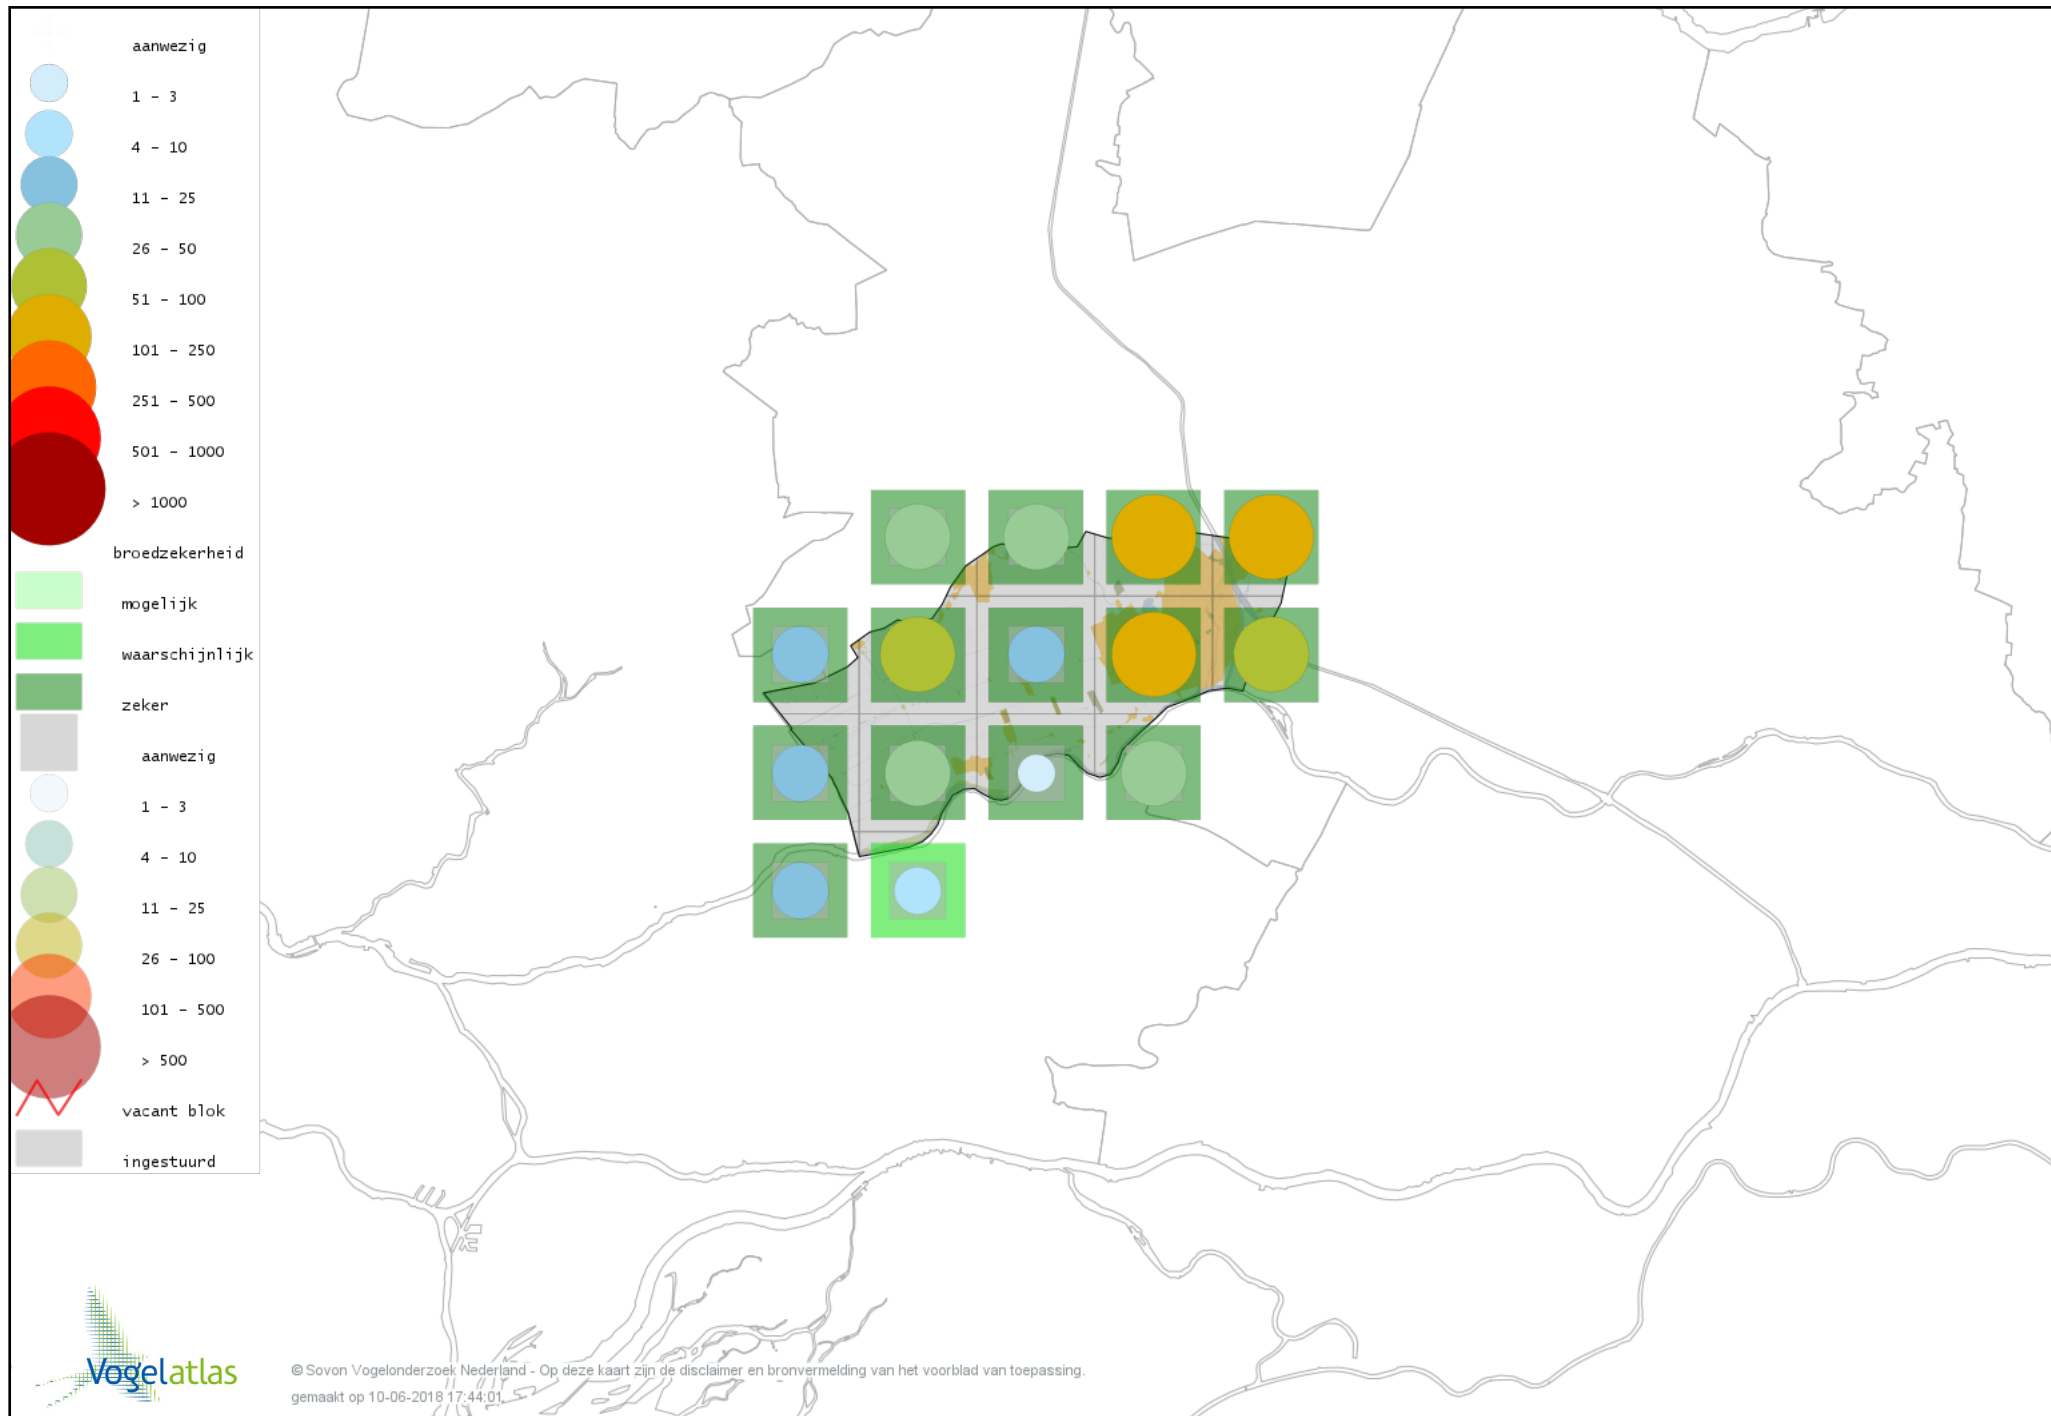 aanwezig
1 - 3
4 - 10
11 - 25
26 - 50
51 - 100
101 - 250
251 - 500
501 - 1000
> 1000
broedzekerheid
mogelijk
waarschijnlijk
zeker
aanwezig
1 - 3
4 - 10
11 - 25
26 - 100
101 - 500
> 500
vacant blok
ingestuurd
Vogelatlas
© Sovon Vogelonderzoek Nederland - Op deze kaart zijn de disclaimer en bronvermelding van het voorblad van toepassing.
gemaakt op 10-06-2018 17:44:01